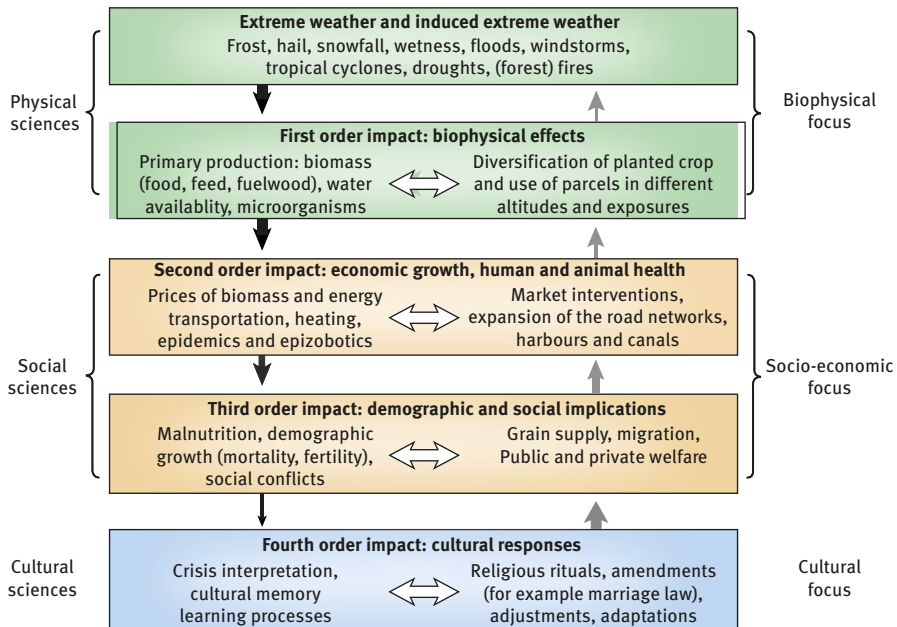 Extreme weather and induced extreme weather
Frost, hail, snowfall, wetness, floods, windstorms,
tropical cyclones, droughts, (forest) fires
Physical
sciences
Biophysical
focus
First order impact: biophysical effects
Primary production: biomass
(food, feed, fuelwood), water
availablity, microorganisms
Diversification of planted crop
and use of parcels in different
altitudes and exposures
Second order impact: economic growth, human and animal health
Prices of biomass and energy
transportation, heating,
epidemics and epizobotics
Market interventions,
expansion of the road networks,
harbours and canals
Social
sciences
Socio-economic
focus
Third order impact: demographic and social implications
Malnutrition, demographic
growth (mortality, fertility),
social conflicts
Grain supply, migration,
Public and private welfare
Fourth order impact: cultural responses
Cultural
sciences
Crisis interpretation,
cultural memory
learning processes
Religious rituals, amendments
(for example marriage law),
adjustments, adaptations
Cultural
focus